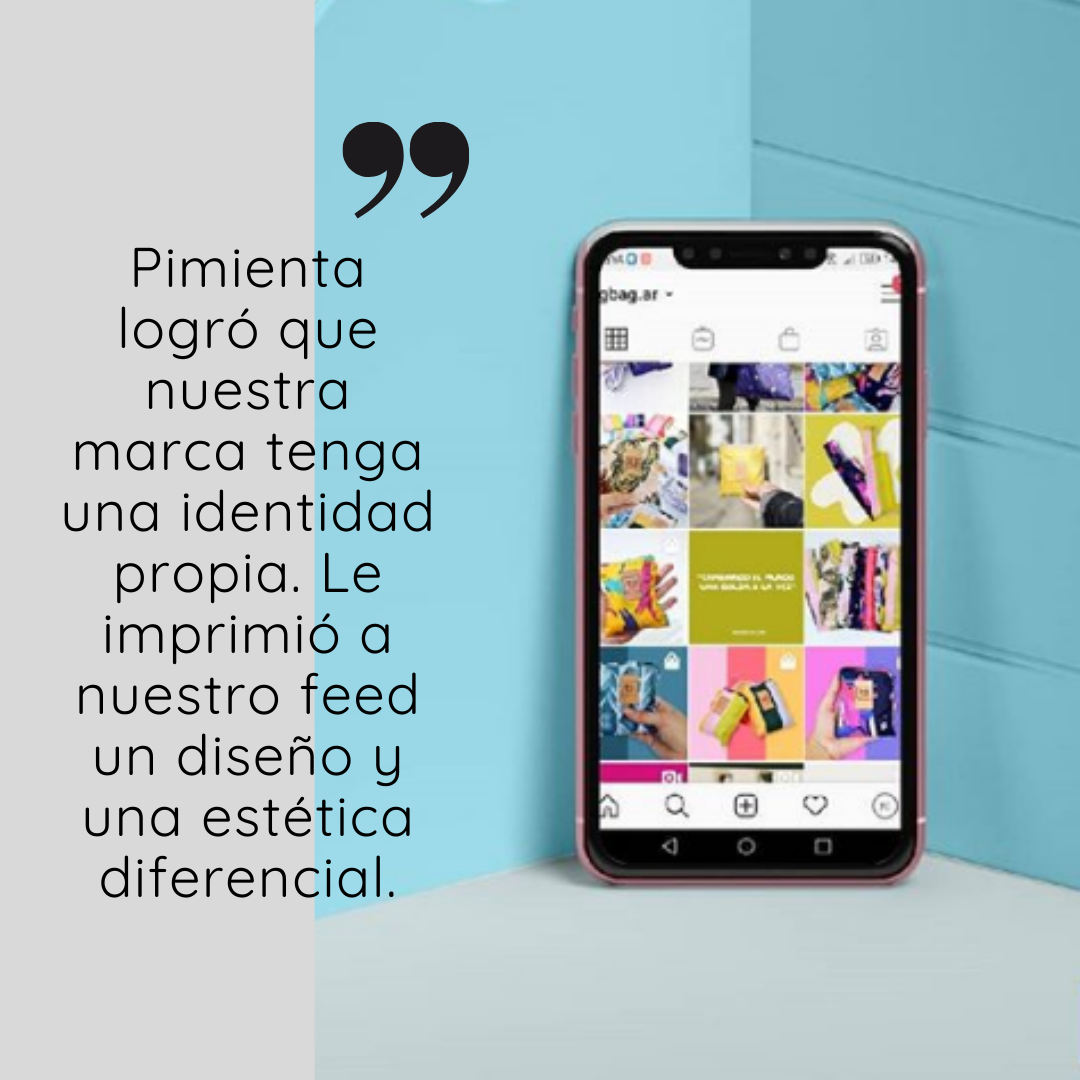 ”
Pimienta
logró que
nuestra
marca tenga
una identidad
propia. Le
imprimió a
nuestro feed
un diseño y
una estética
diferencial.
gbag.ar
"CAMBIANDO EL MUNDO
UNA BOLSA A LA VEZ"